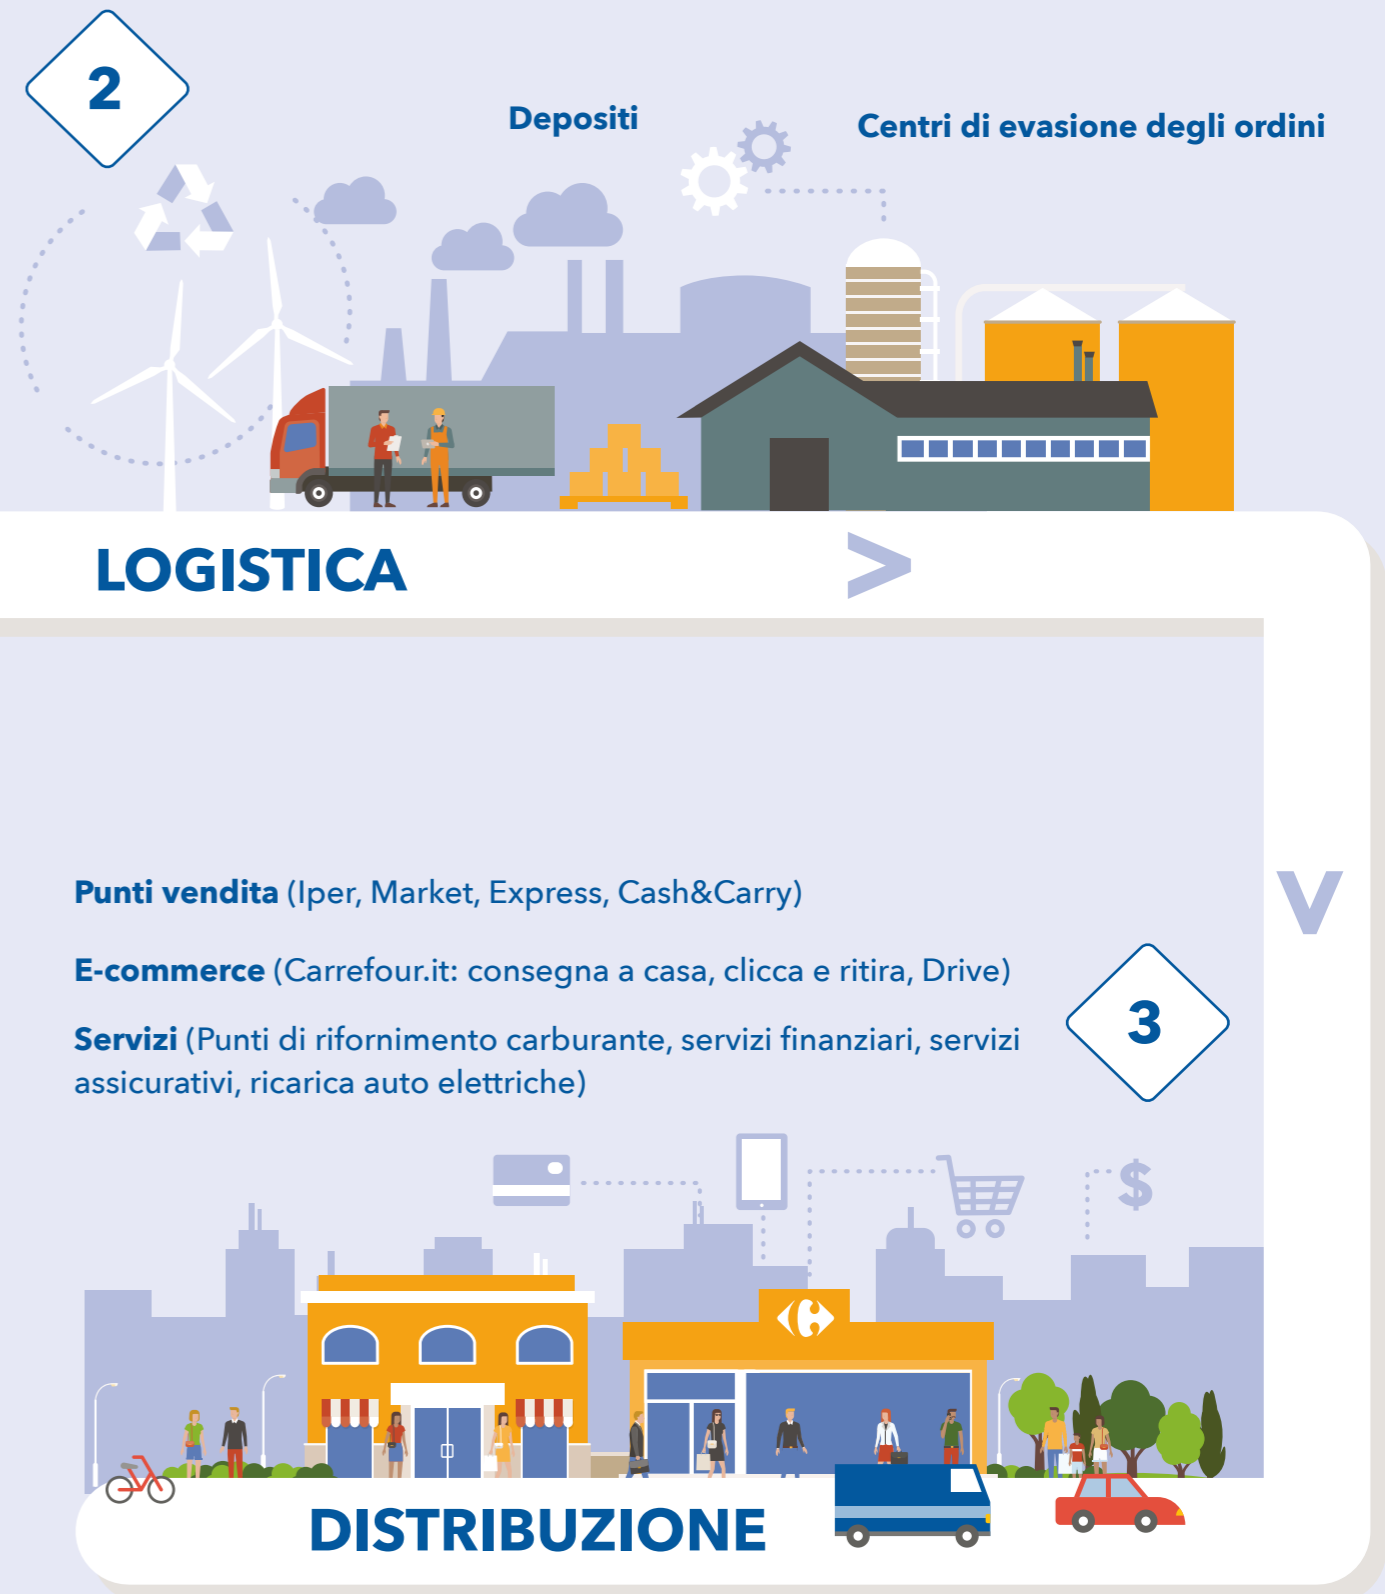 2
Depositi
Centri di evasione degli ordini
LOGISTICA
>
>
Punti vendita (Iper, Market, Express, Cash&Carry)
E-commerce (Carrefour.it: consegna a casa, clicca e ritira, Drive)
Servizi (Punti di rifornimento carburante, servizi finanziari, servizi
assicurativi, ricarica auto elettriche)
3
$
DISTRIBUZIONE